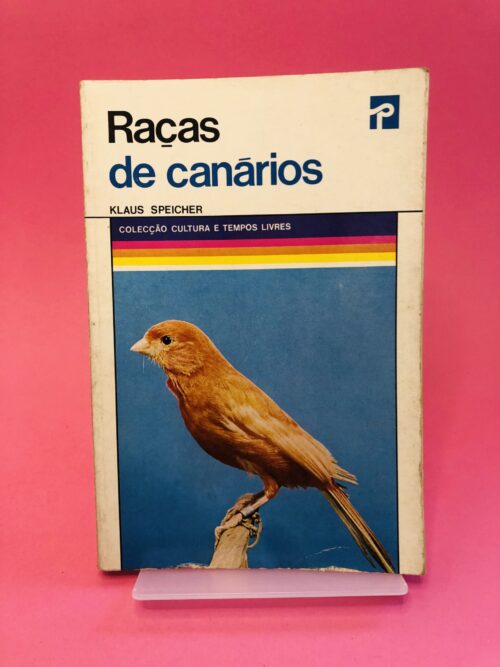 Raças
de canários
KLAUS SPEICHER
COLECÇÃO CULTURA E TEMPOS LIVRES